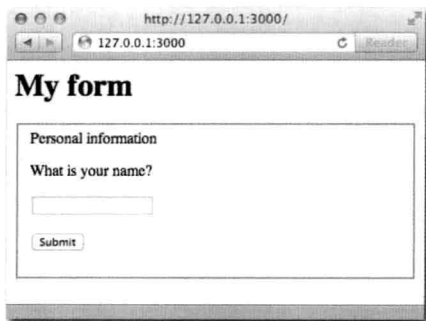 http://127.0.0.1:3000/
127.0.0.1:3000
Reader
My form
Personal information
What is your name?
Submit